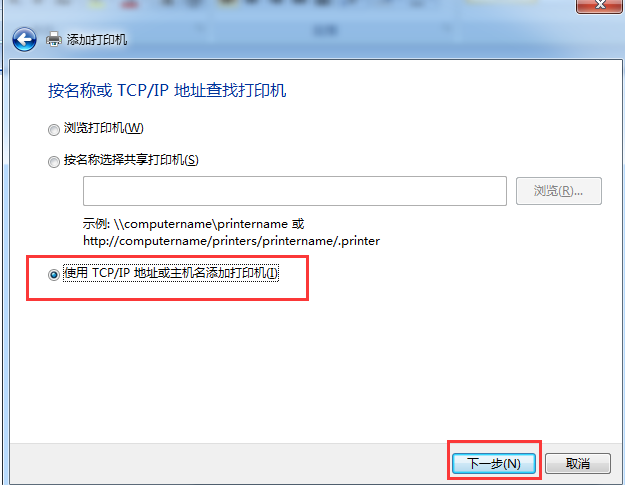 添加打印机
按名称或 TCP/IP 地址查找打印机
浏览打印机(W)
按名称选择共享打印机(S)
浏览(R)...
示例: \\computername\printername 或
http://computername/printers/printername/.printer
使用 TCP/IP 地址或主机名添加打印机(I)
下一步(N)
取消